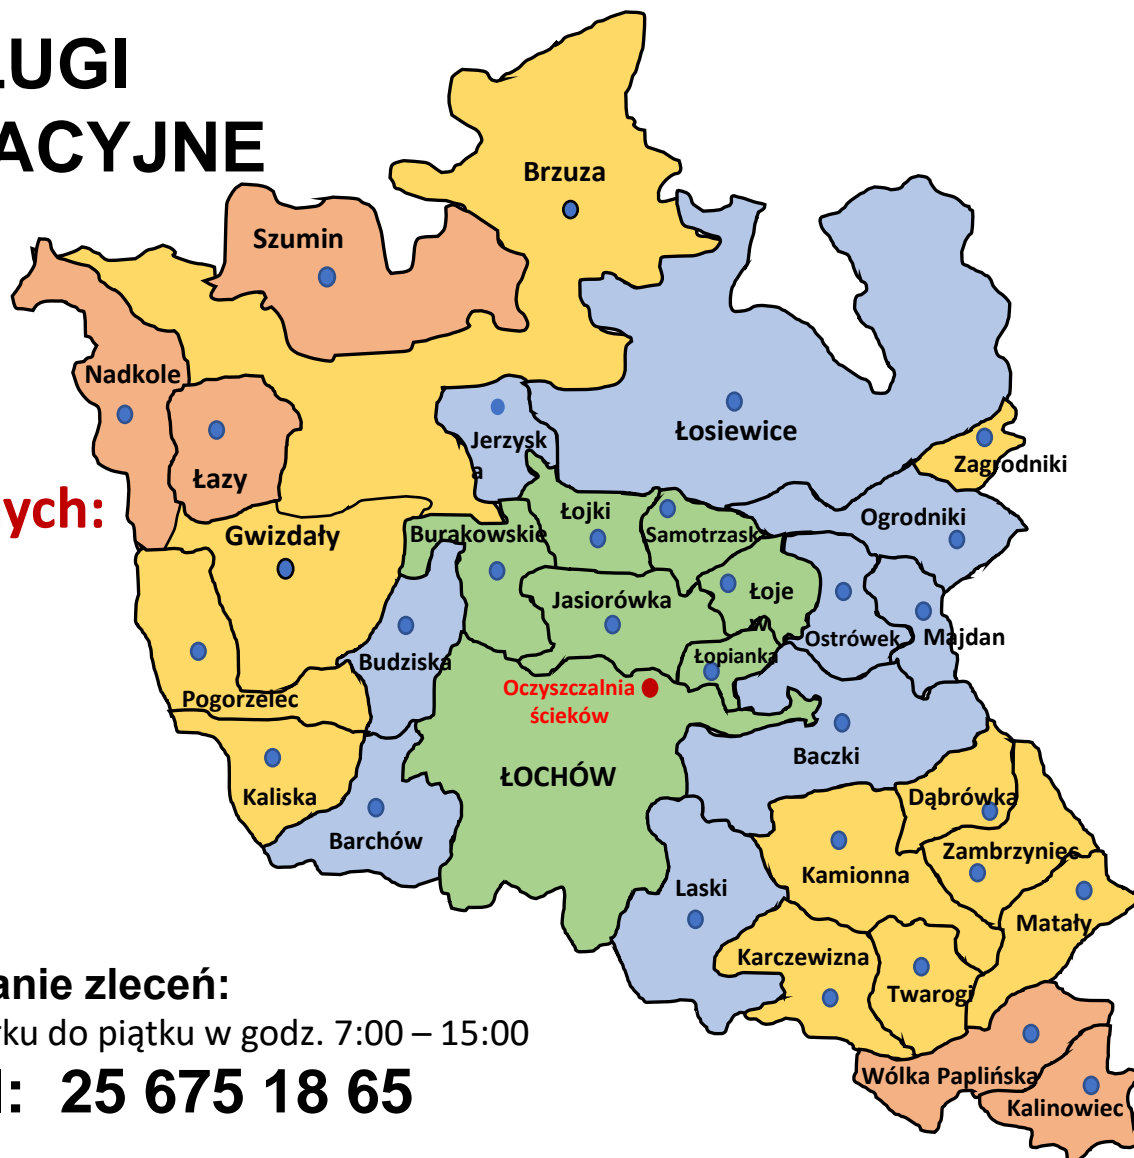 ŁUGI
ACYJNE
Brzuza
Szumin
Nadkole
Jerzysk
a
Łosiewice
Zagrodniki
Łazy
ych:
Gwizdały
Burakowskie
Łojki
Samotrzask
Ogrodniki
Jasiorówka
Łoje
w
Ostrówek
Majdan
Budziska
Łopianka
Pogorzelec
Oczyszczalnia
ścieków
Baczki
ŁOCHÓW
Kaliska
Dąbrówka
Barchów
Zambrzyniec
Kamionna
Laski
Matały
Karczewizna
Twarogi
anie zleceń:
rku do piątku w godz. 7:00 – 15:00
l: 25 675 18 65
Wólka Paplińska
Kalinowiec